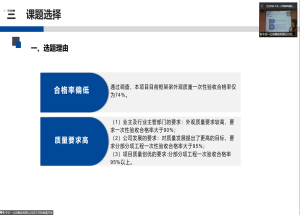 三 课题选择
一、选题理由
合格率偏低
通过调查，本项目目前框架梁外观质量一次性验收合格率仅
为74%。
质量要求高
（1）业主及行业主管部门的要求：外观质量要求较高，要
求一次性验收合格率大于90%；
（2）公司发展的要求：对质量发展提出了更高的目标，要
求分部分项工程一次性验收合格率大于95%；
（3）项目质量创优的要求:分部分项工程一次验收合格率
95%以上。